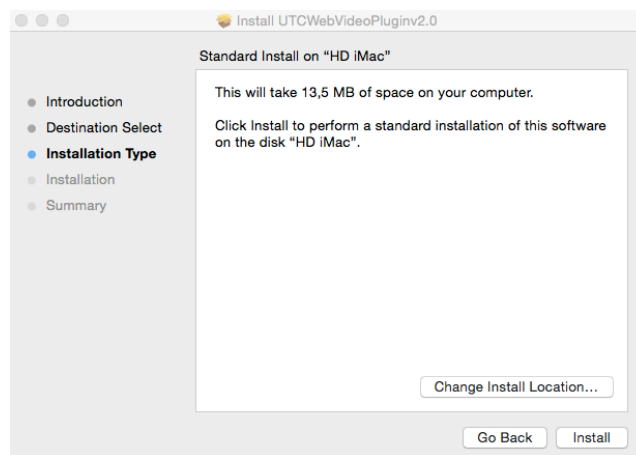 Install UTCWebVideoPluginv2.0
Standard Install on “HD iMac”
Introduction
Destination Select
Installation Type
Installation
Summary
This will take 13,5 MB of space on your computer.
Click Install to perform a standard installation of this software
on the disk “HD iMac”.
Change Install Location...
Go Back
Install